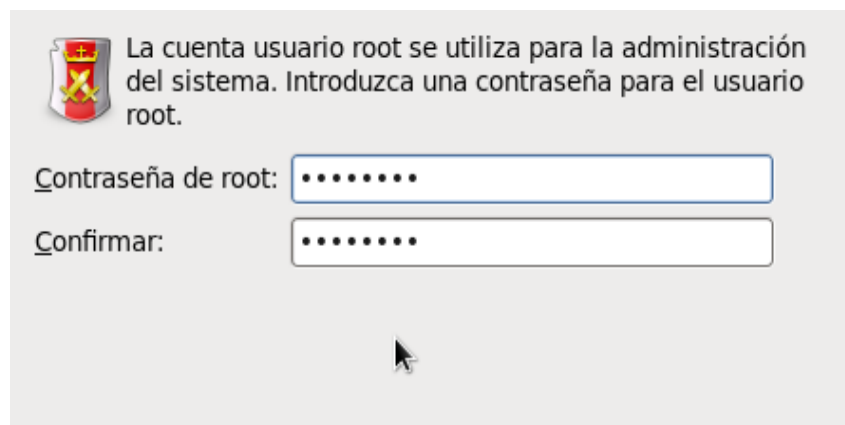 La cuenta usuario root se utiliza para la administración
del sistema. Introduzca una contraseña para el usuario
root.
Contraseña de root: ••••••••
Confirmar: ••••••••